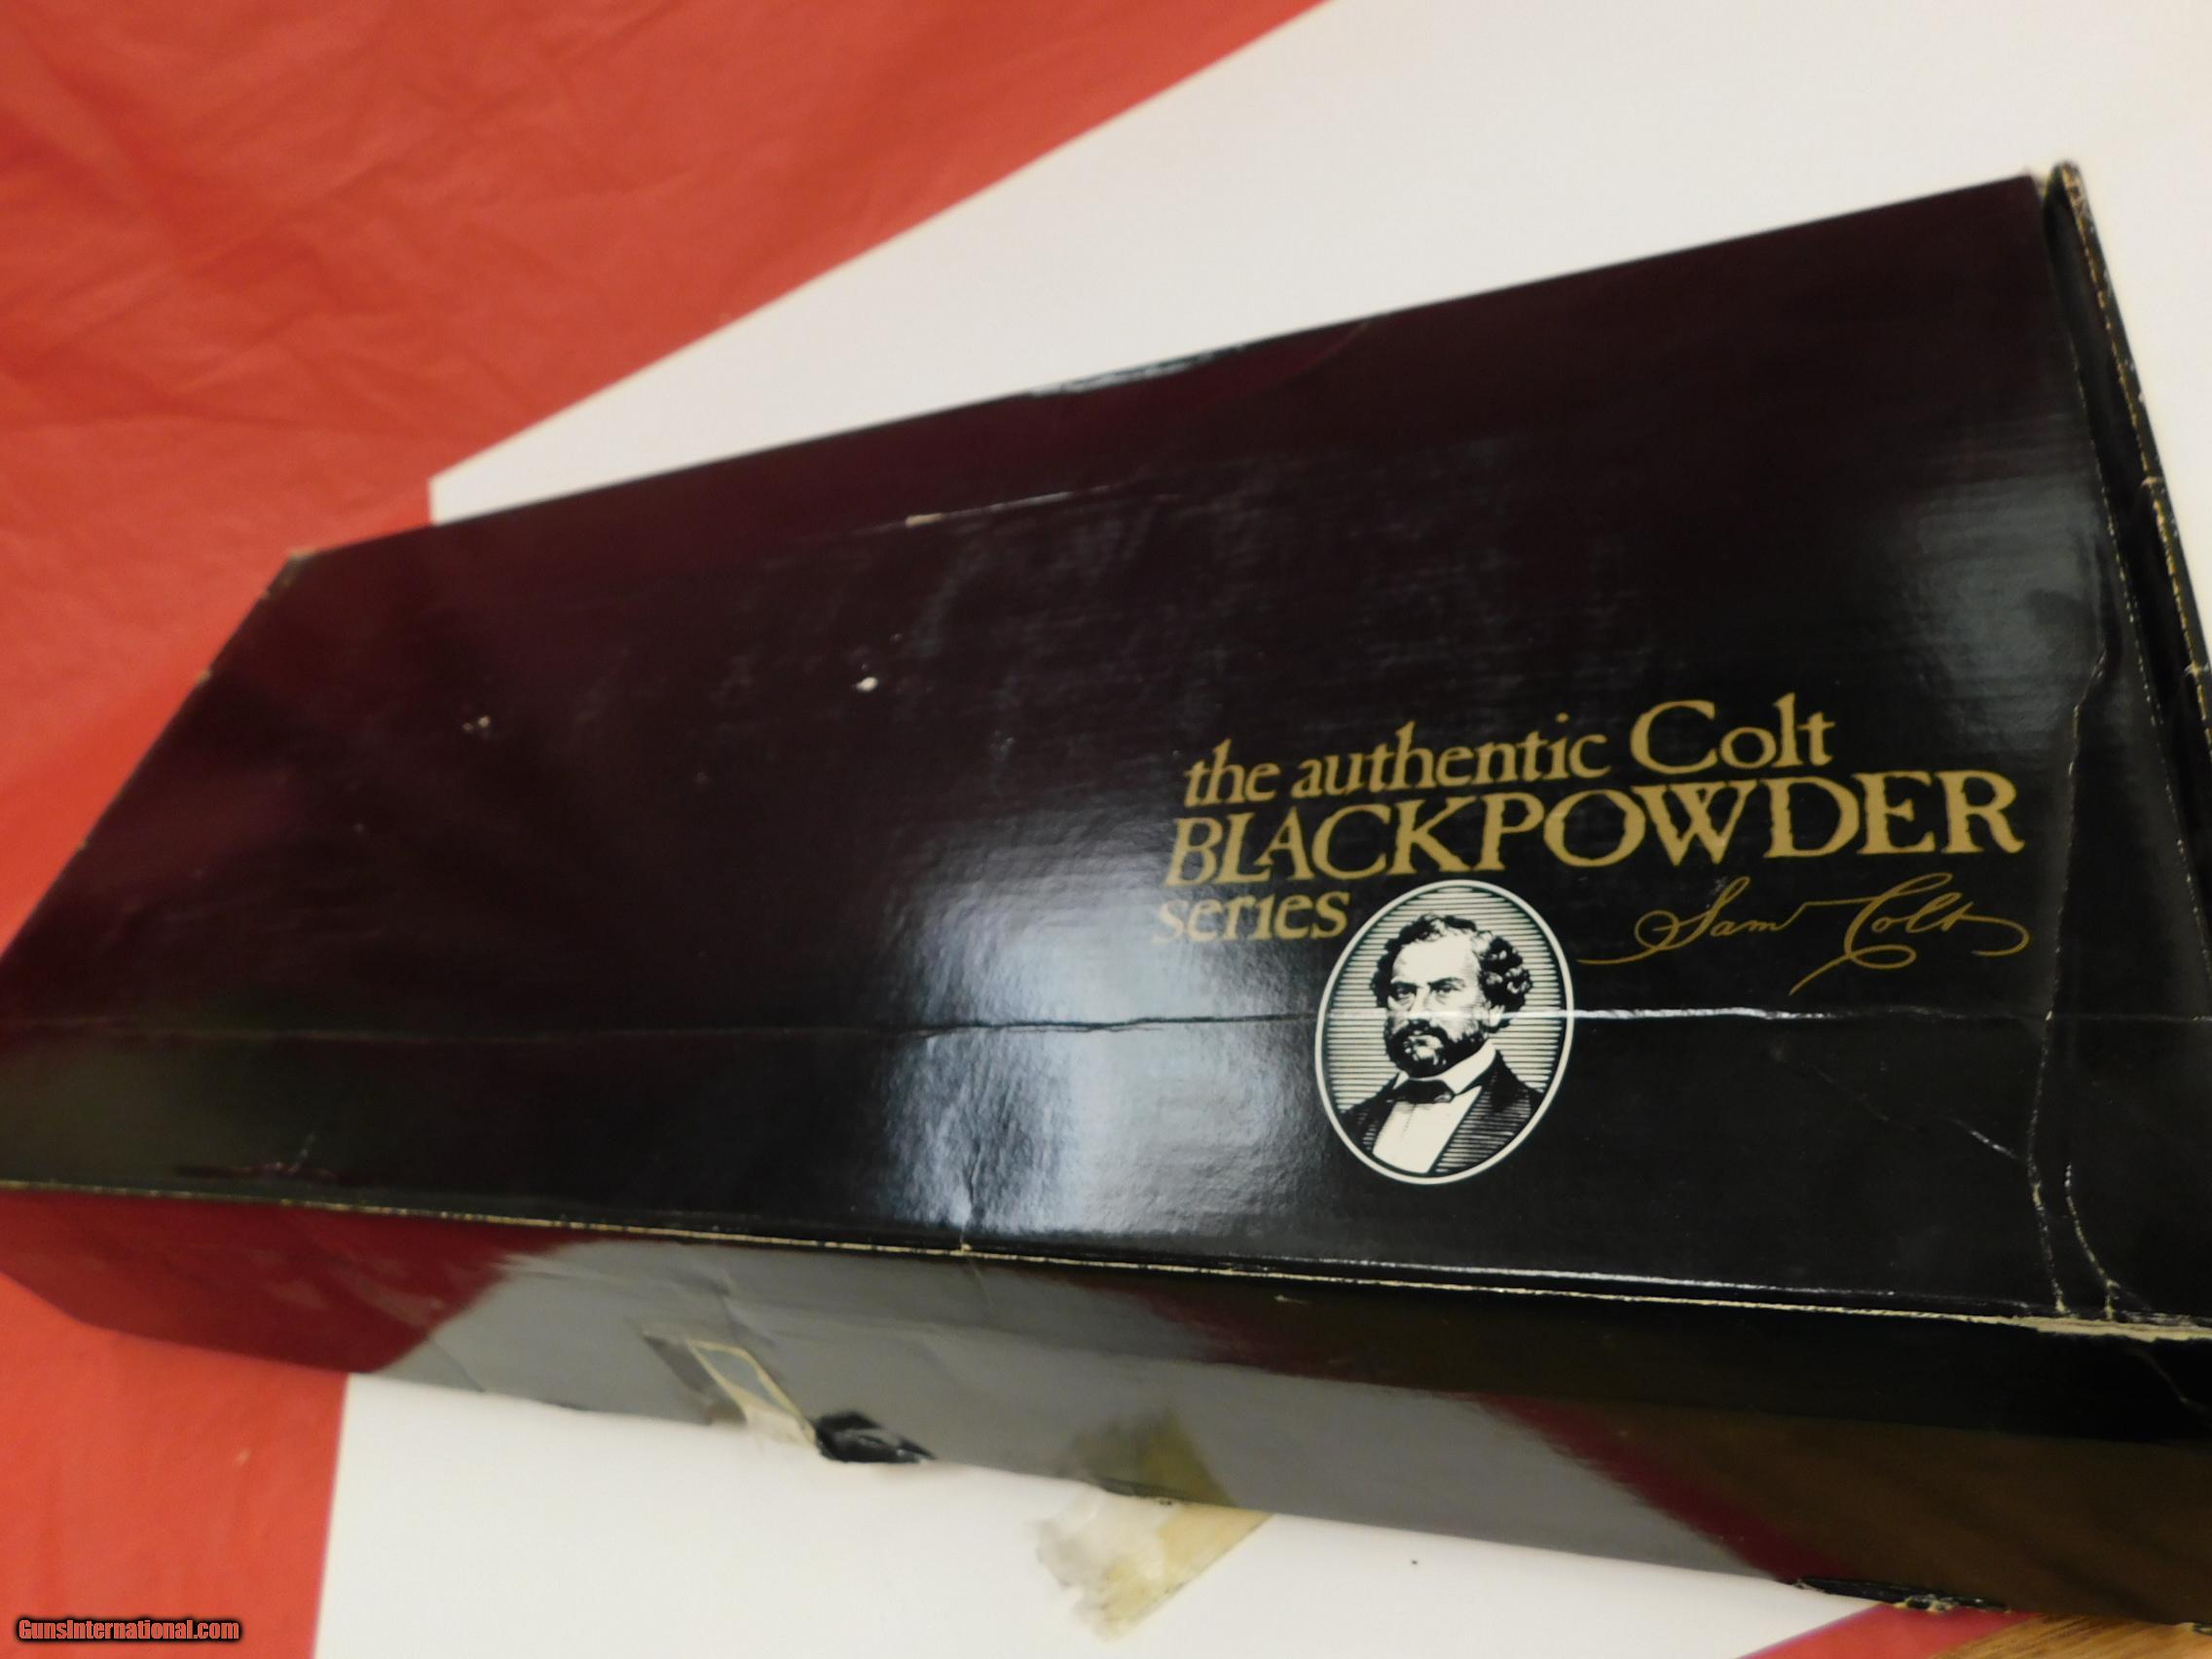 the authentic Colt
BLACKPOWDER
series
Sam Colt
GunsInternational.com